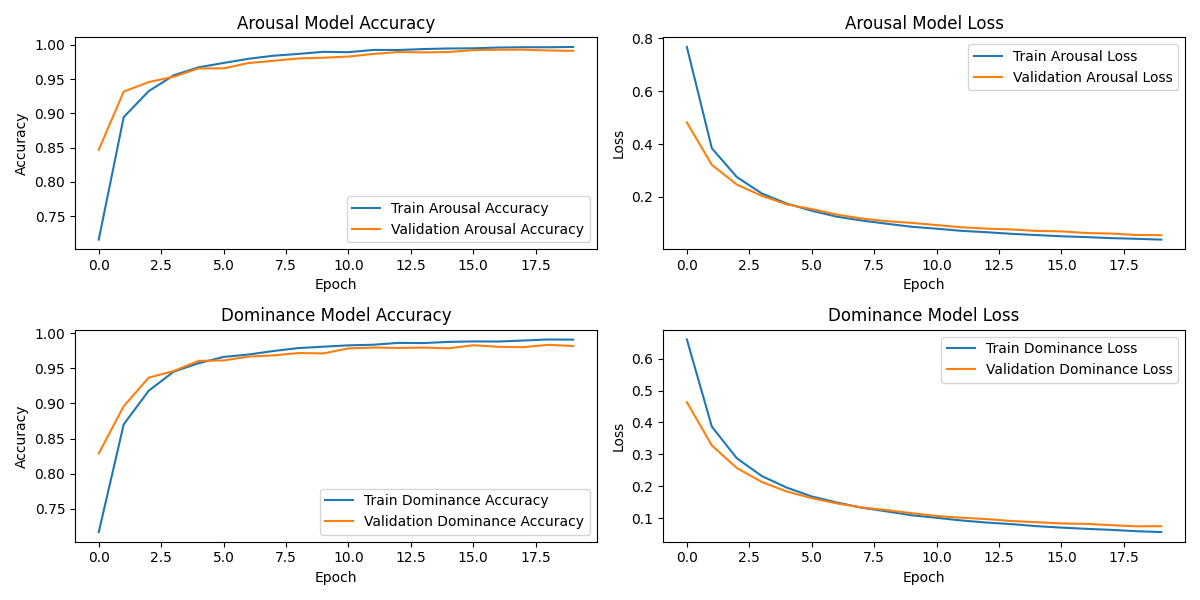 Arousal Model Accuracy
Accuracy
1.00
0.95
0.90
0.85
0.80
0.75
Train Arousal Accuracy
Validation Arousal Accuracy
0.0 2.5 5.0 7.5 10.0 12.5 15.0 17.5
Epoch
Arousal Model Loss
Loss
0.8
0.6
0.4
0.2
Train Arousal Loss
Validation Arousal Loss
0.0 2.5 5.0 7.5 10.0 12.5 15.0 17.5
Epoch
Dominance Model Accuracy
Accuracy
1.00
0.95
0.90
0.85
0.80
0.75
Train Dominance Accuracy
Validation Dominance Accuracy
0.0 2.5 5.0 7.5 10.0 12.5 15.0 17.5
Epoch
Dominance Model Loss
Loss
0.6
0.5
0.4
0.3
0.2
0.1
Train Dominance Loss
Validation Dominance Loss
0.0 2.5 5.0 7.5 10.0 12.5 15.0 17.5
Epoch